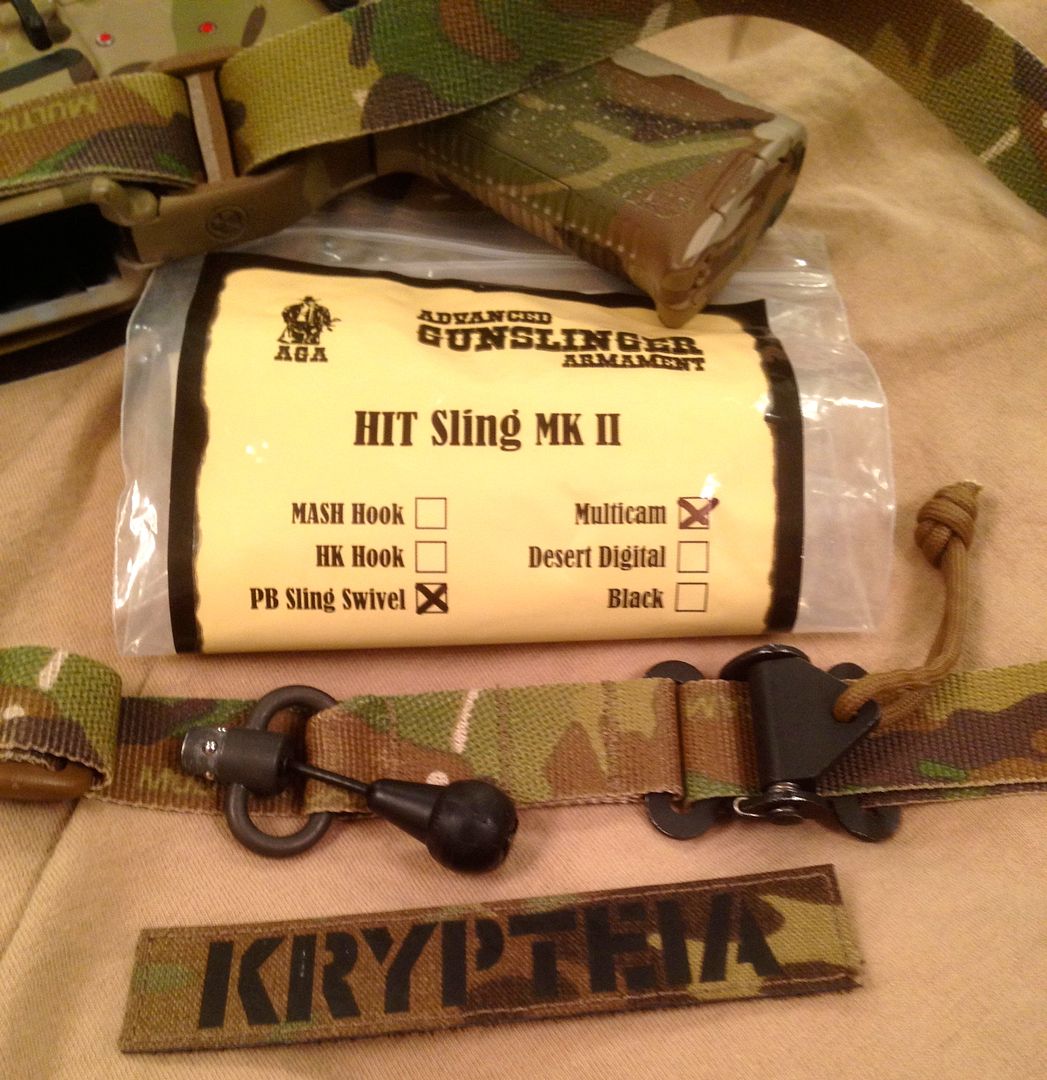 MULTIC
AGA
ADVANCED
GUNSLINGER
ARMAMENT
HIT Sling MK II
MASH Hook
HK Hook
PB Sling Swivel
Multicam
Desert Digital
Black
KRYPTEIA